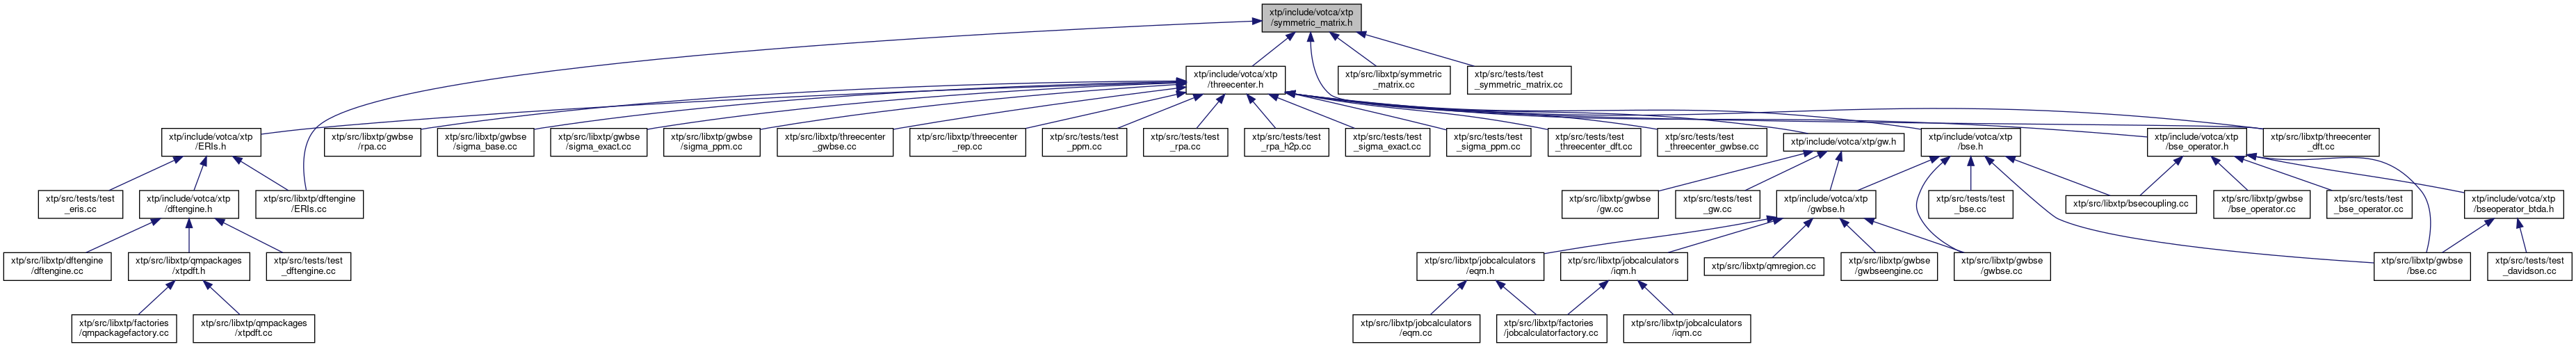 xtp/include/votca/xtp
/symmetric_matrix.h
xtp/include/votca/xtp
/threecenter.h
xtp/src/libxtp/symmetric
_matrix.cc
xtp/src/tests/test
_symmetric_matrix.cc
xtp/include/votca/xtp
/ERIs.h
xtp/src/libxtp/gwbse
/rpa.cc
xtp/src/libxtp/gwbse
/sigma_base.cc
xtp/src/libxtp/gwbse
/sigma_exact.cc
xtp/src/libxtp/gwbse
/sigma_ppm.cc
xtp/src/libxtp/threecenter
_gwbse.cc
xtp/src/libxtp/threecenter
_rep.cc
xtp/src/tests/test
_ppm.cc
xtp/src/tests/test
_rpa.cc
xtp/src/tests/test
_rpa_h2p.cc
xtp/src/tests/test
_sigma_exact.cc
xtp/src/tests/test
_sigma_ppm.cc
xtp/src/tests/test
_threecenter_dft.cc
xtp/src/tests/test
_threecenter_gwbse.cc
xtp/include/votca/xtp/gw.h
xtp/include/votca/xtp
/bse.h
xtp/include/votca/xtp
/bse_operator.h
xtp/src/libxtp/threecenter
_dft.cc
xtp/src/tests/test
_eris.cc
xtp/include/votca/xtp
/dftengine.h
xtp/src/libxtp/dftengine
/ERIs.cc
xtp/src/libxtp/gwbse
/gw.cc
xtp/src/tests/test
_gw.cc
xtp/include/votca/xtp
/gwbse.h
xtp/src/tests/test
_bse.cc
xtp/src/libxtp/bsecoupling.cc
xtp/src/libxtp/gwbse
/bse_operator.cc
xtp/src/tests/test
_bse_operator.cc
xtp/include/votca/xtp
/bseoperator_btda.h
xtp/src/libxtp/dftengine
/dftengine.cc
xtp/src/libxtp/qmpackages
/xtpdft.h
xtp/src/tests/test
_dftengine.cc
xtp/src/libxtp/jobcalculators
/eqm.h
xtp/src/libxtp/jobcalculators
/iqm.h
xtp/src/libxtp/qmregion.cc
xtp/src/libxtp/gwbse
/gwbseengine.cc
xtp/src/libxtp/gwbse
/gwbse.cc
xtp/src/libxtp/gwbse
/bse.cc
xtp/src/tests/test
_davidson.cc
xtp/src/libxtp/factories
/qmpackagefactory.cc
xtp/src/libxtp/qmpackages
/xtpdft.cc
xtp/src/libxtp/jobcalculators
/eqm.cc
xtp/src/libxtp/factories
/jobcalculatorfactory.cc
xtp/src/libxtp/jobcalculators
/iqm.cc